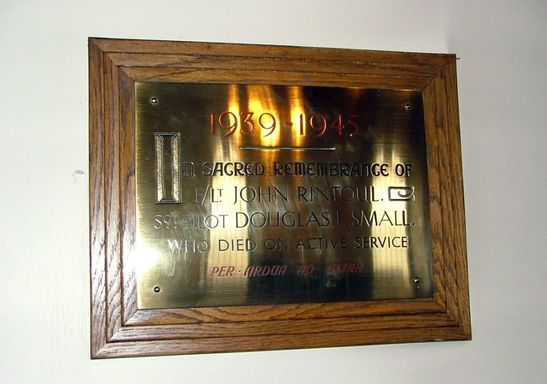 1939-1945
IN SACRED REMEMBRANCE OF
F/LT JOHN RINTOUL.
SGT PILOT DOUGLAS F. SMALL.
WHO DIED ON ACTIVE SERVICE
PER · ARDUA · AD · ASTRA